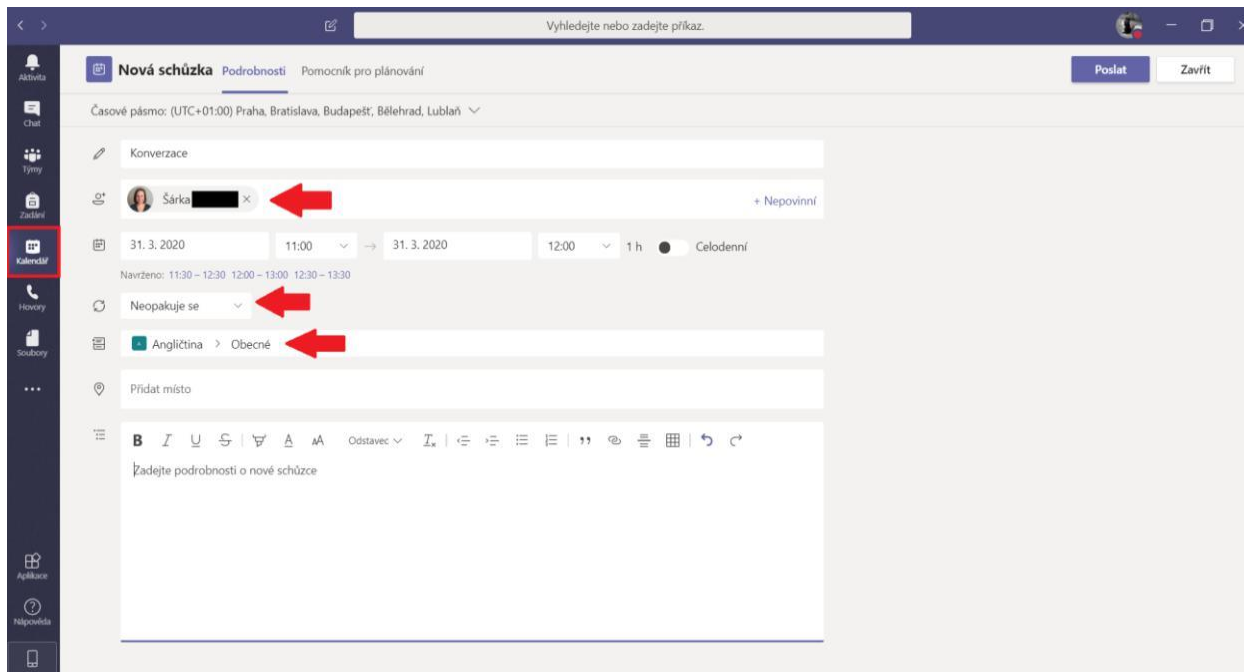 Vyhledejte nebo zadejte příkaz.
Aktivita
Chat
Týmy
Zadání
Kalendář
Hovory
Soubory
Aplikace
Nápověda
Nová schůzka Podrobnosti Pomocník pro plánování Poslat Zavřít
Časové pásmo: (UTC+01:00) Praha, Bratislava, Budapešť, Bělehrad, Lublaň
Konverzace
Šárka × + Nepovinní
31. 3. 2020 11:00 → 31. 3. 2020 12:00 1 h Celodenní
Navrženo: 11:30 – 12:30 12:00 – 13:00 12:30 – 13:30
Neopakuje se
Angličtina > Obecné
Přidat místo
B I U S A AA Odstavec
Zadejte podrobnosti o nové schůzce